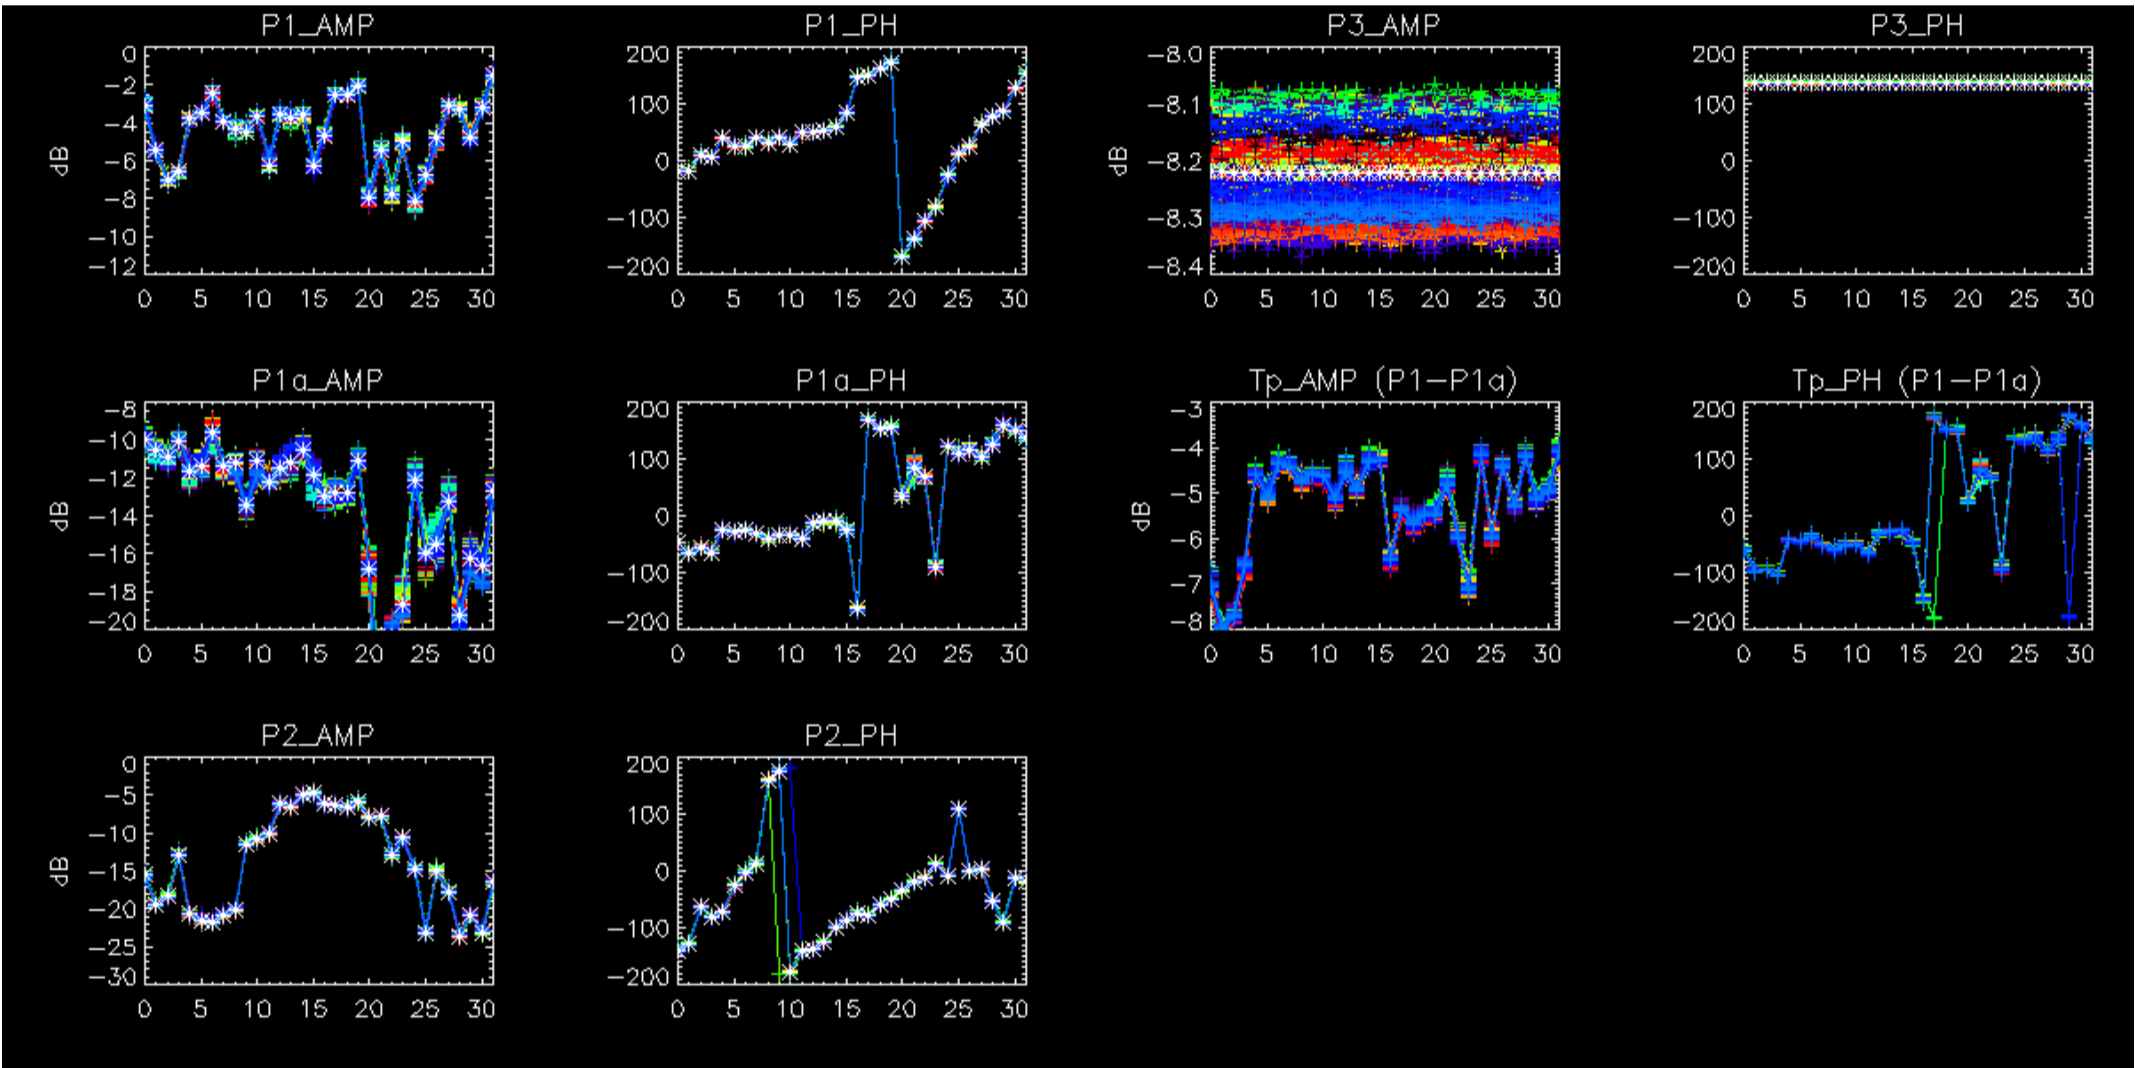 P1_AMP P1_PH P3_AMP P3_PH
0 200 -8.0 200
-2 100 -8.1 100
-4 0 -8.2 0
-6 -100 -8.3 -100
-8 -200 -8.4 -200
-10
-12
dB dB
0 5 10 15 20 25 30 0 5 10 15 20 25 30 0 5 10 15 20 25 30 0 5 10 15 20 25 30
P1a_AMP P1a_PH Tp_AMP (P1-P1a) Tp_PH (P1-P1a)
-8 200 -3 200
-10 100 -4 100
-12 0 -5 0
-14 -100 -6 -100
-16 -200 -7 -200
-18 -8
-20
dB dB
0 5 10 15 20 25 30 0 5 10 15 20 25 30 0 5 10 15 20 25 30 0 5 10 15 20 25 30
P2_AMP P2_PH
0 200
-5 100
-10 0
-15 -100
-20 -200
-25
-30
dB
0 5 10 15 20 25 30 0 5 10 15 20 25 30